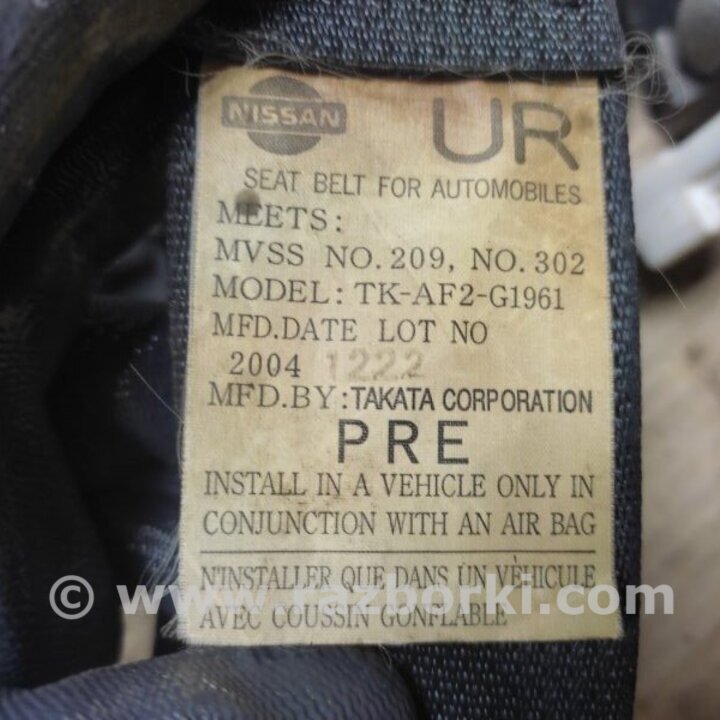 NISSAN UR
SEAT BELT FOR AUTOMOBILES
MEETS:
MVSS NO.209, NO.302
MODEL: TK-AF2-G1961
MFD.DATE LOT NO
2004 1222
MFD.BY:TAKATA CORPORATION
PRE
INSTALL IN A VEHICLE ONLY IN
CONJUNCTION WITH AN AIR BAG
N'INSTALLER QUE DANS UN VÈHICULE
© www.razborki.com
AVEC COUSSIN GONFLABLE